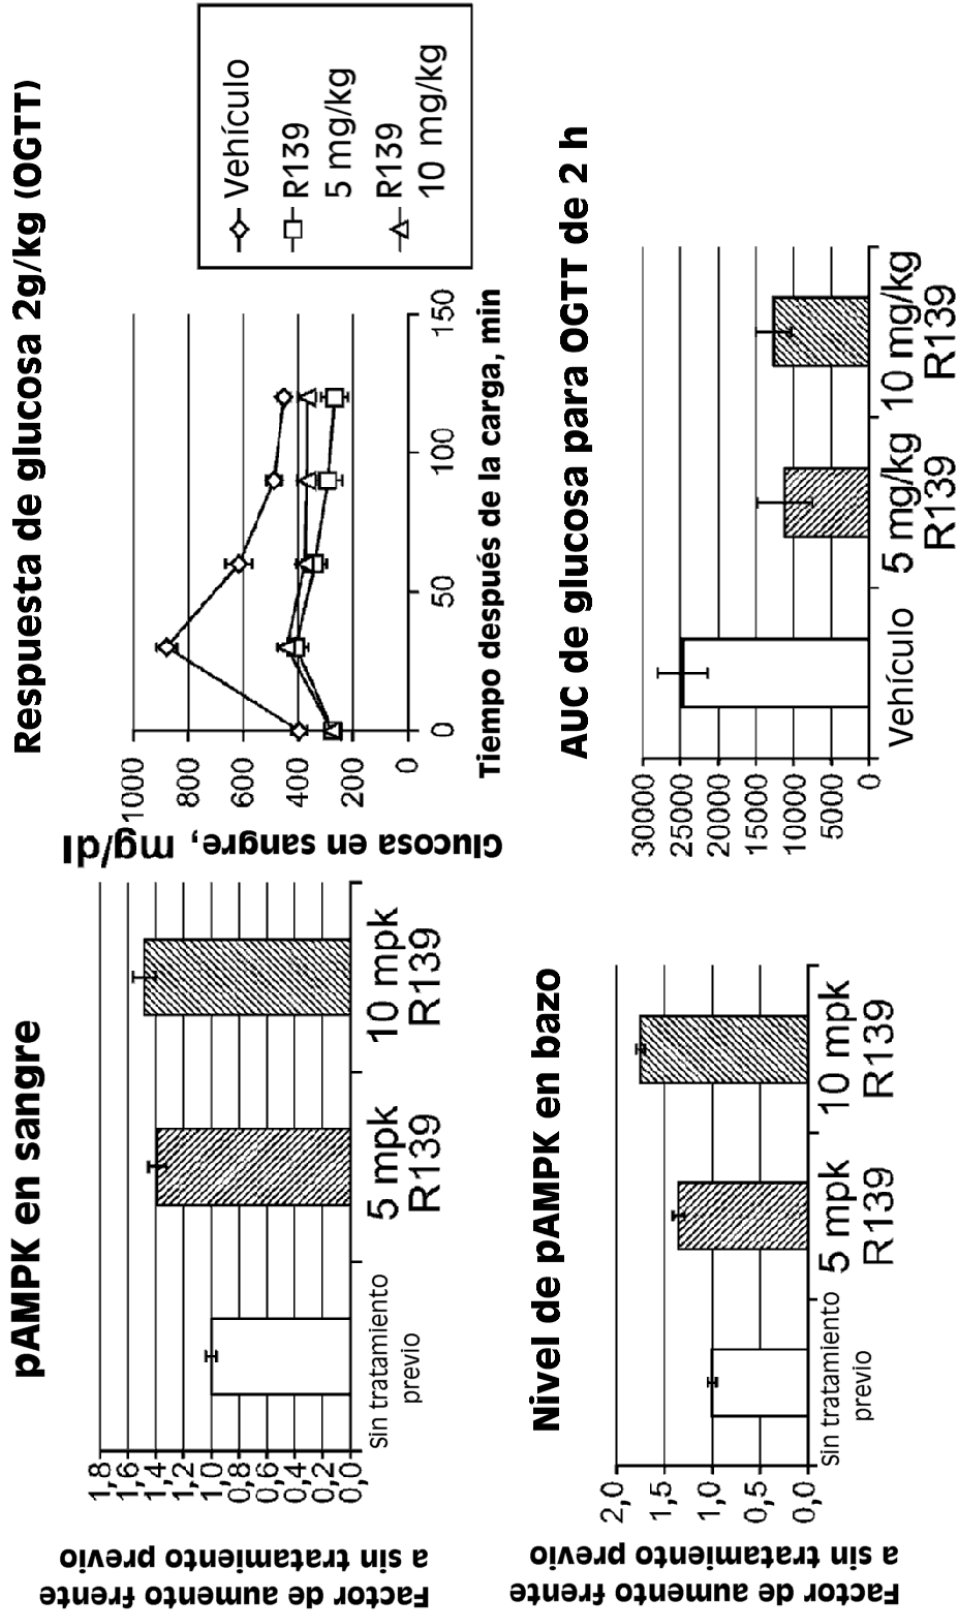 pAMPK en sangre
Factor de aumento frente
a sin tratamiento previo
1,8
1,6
1,4
1,2
1,0
0,8
0,6
0,4
0,2
0,0
sin tratamiento
previo
5 mpk
R139
10 mpk
R139
Respuesta de glucosa 2g/kg (OGTT)
Glucosa en sangre, mg/dl
1000
800
600
400
200
0
0
50
100
150
Tiempo después de la carga, min
Vehículo
R139
5 mg/kg
R139
10 mg/kg
Nivel de pAMPK en bazo
Factor de aumento frente
a sin tratamiento previo
2,0
1,5
1,0
0,5
0,0
sin tratamiento
previo
5 mpk
R139
10 mpk
R139
AUC de glucosa para OGTT de 2 h
30000
25000
20000
15000
10000
5000
0
Vehículo
5 mg/kg
R139
10 mg/kg
R139